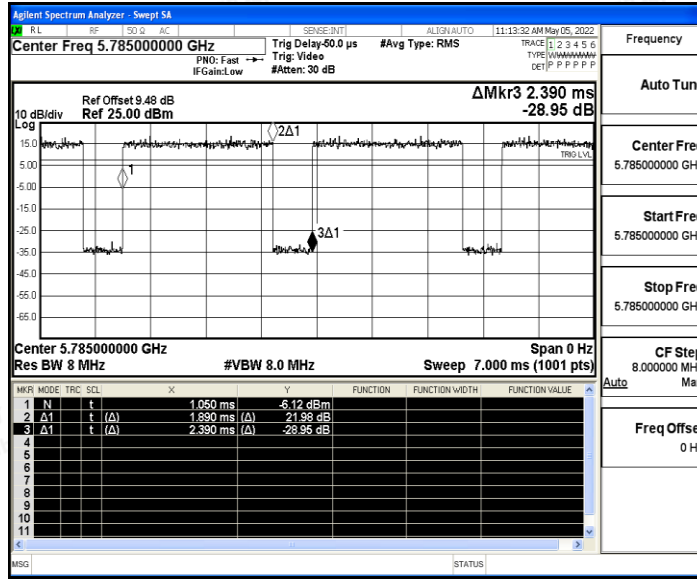 Agilent Spectrum Analyzer - Swept SA
LXI RL RF 50 Ω AC SENSE:INT ALIGN AUTO 11:13:32 AM May 05, 2022
Center Freq 5.785000000 GHz
PNO: Fast
IFGain:Low
Trig Delay-50.0 µs
Trig: Video
#Atten: 30 dB
#Avg Type: RMS
TRACE 1 2 3 4 5 6
TYPE WWWWWW
DET P P P P P P
Ref Offset 9.48 dB
10 dB/div Ref 25.00 dBm
Log
ΔMkr3 2.390 ms
-28.95 dB
15.0
5.00
-5.00
-15.0
-25.0
-35.0
-45.0
-55.0
-65.0
2Δ1
TRIG LVL
1
3Δ1
Center 5.785000000 GHz Span 0 Hz
Res BW 8 MHz #VBW 8.0 MHz Sweep 7.000 ms (1001 pts)
MKR MODE TRC SCL X Y FUNCTION FUNCTION WIDTH FUNCTION VALUE
1 N t 1.050 ms -6.12 dBm
2 Δ1 t (Δ) 1.890 ms (Δ) 21.98 dB
3 Δ1 t (Δ) 2.390 ms (Δ) -28.95 dB
4
5
6
7
8
9
10
11
MSG STATUS
Frequency
Auto Tun
Center Fre
5.785000000 GH
Start Fre
5.785000000 GH
Stop Fre
5.785000000 GH
CF Step
8.000000 MH
Auto Ma
Freq Offse
0 H